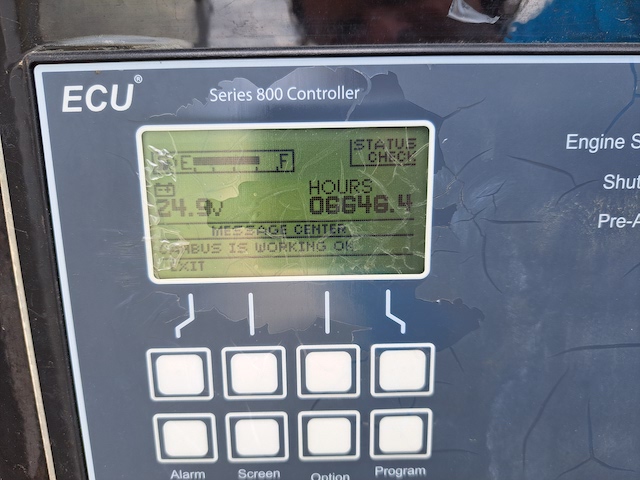 ECU®
Series 800 Controller
E F
STATUS
CHECK
HOURS
24.9V 06646.4
MESSAGE CENTER
CANBUS IS WORKING OK
EXIT
Engine S
Shut
Pre-A
Alarm Screen Option Program